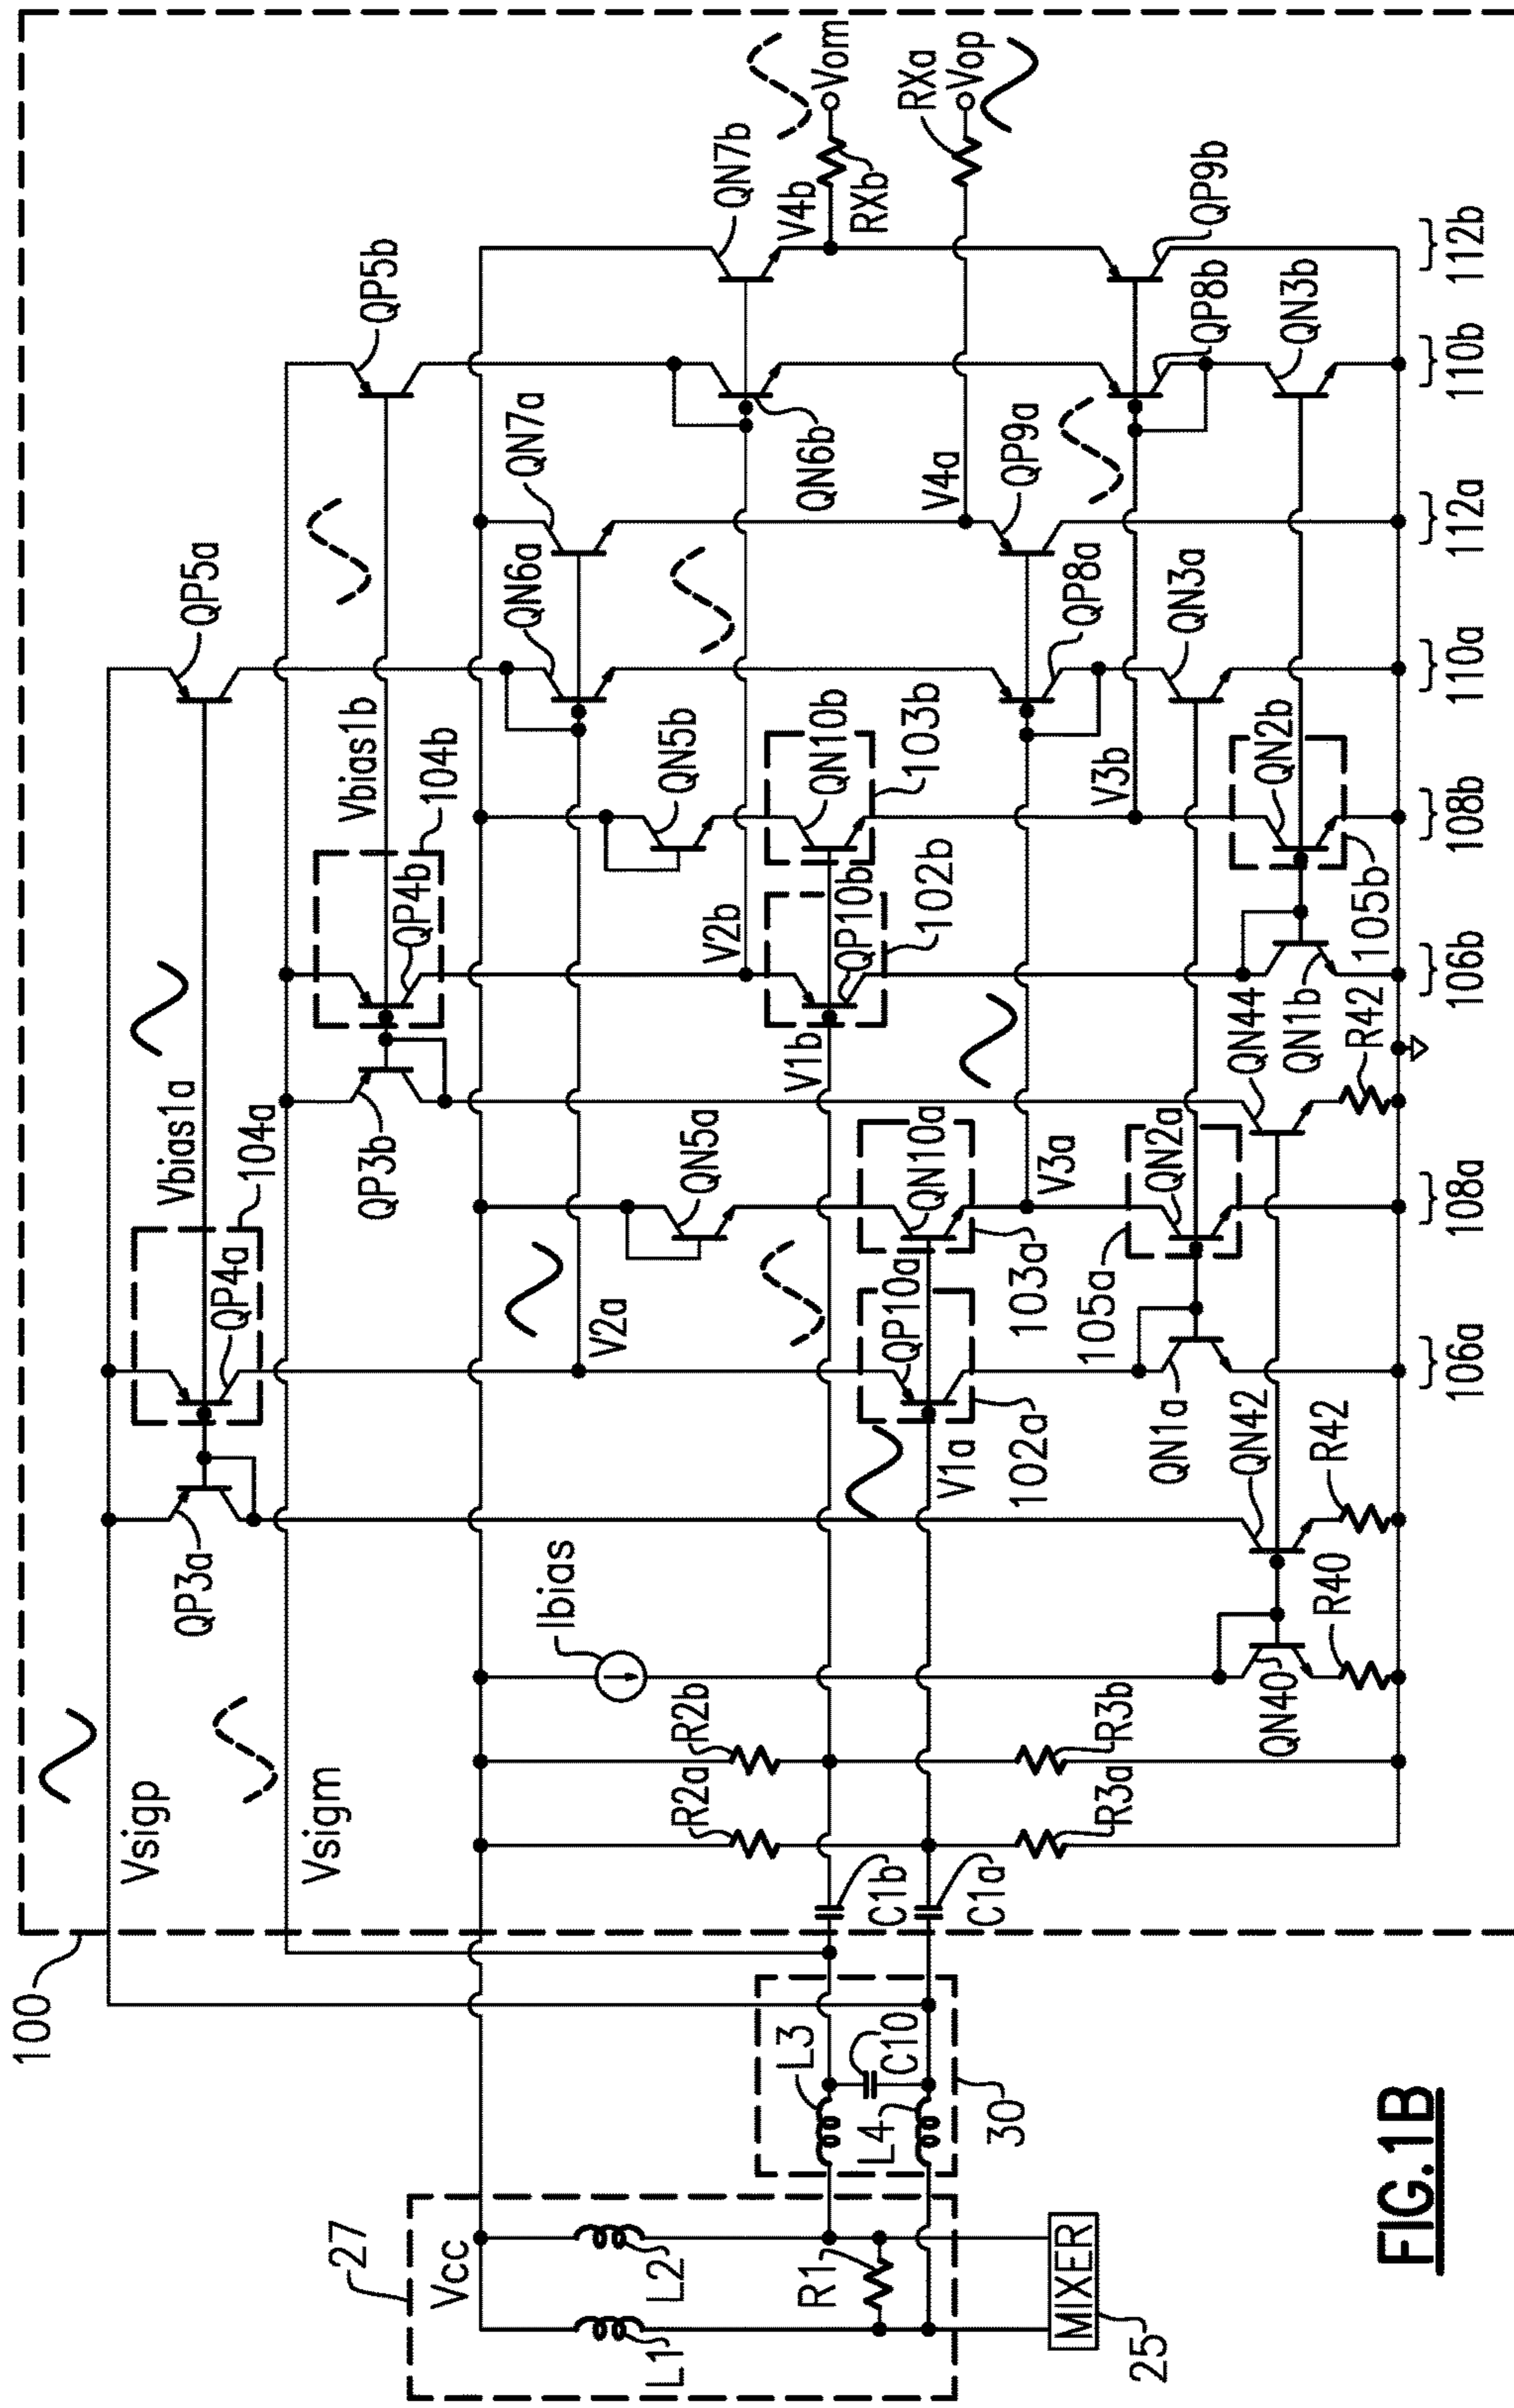 100
Vsigp
Vsigm
QP3a
QP4a
104a
Vbias1a
QP5a
QP3b
QP4b
104b
Vbias1b
QP5b
27
Vcc
L1
L2
R1
MIXER
25
L3
L4
C10
30
C1b
C1a
R2a
R2b
R3a
R3b
Ibias
QN40
R40
QN42
R42
V2a
V1a
QP10a
102a
QN1a
106a
QN5a
QN10a
103a
V3a
105a
QN2a
108a
QN44
R42
V1b
V2b
QP10b
102b
QN1b
106b
QN5b
QN10b
103b
V3b
QN2b
105b
108b
QN6a
QP8a
QN3a
110a
QN7a
V4a
QP9a
112a
QN6b
QP8b
QN3b
110b
QN7b
V4b
QP9b
112b
RXb
Vom
RXa
Vop
FIG.1B